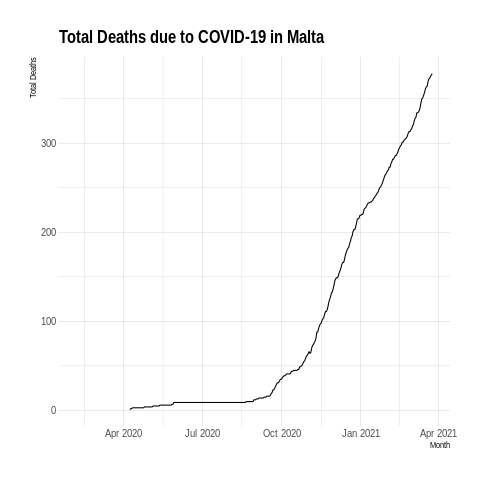 Total Deaths due to COVID-19 in Malta
Total Deaths
300
200
100
0
Apr 2020 Jul 2020 Oct 2020 Jan 2021 Apr 2021
Month